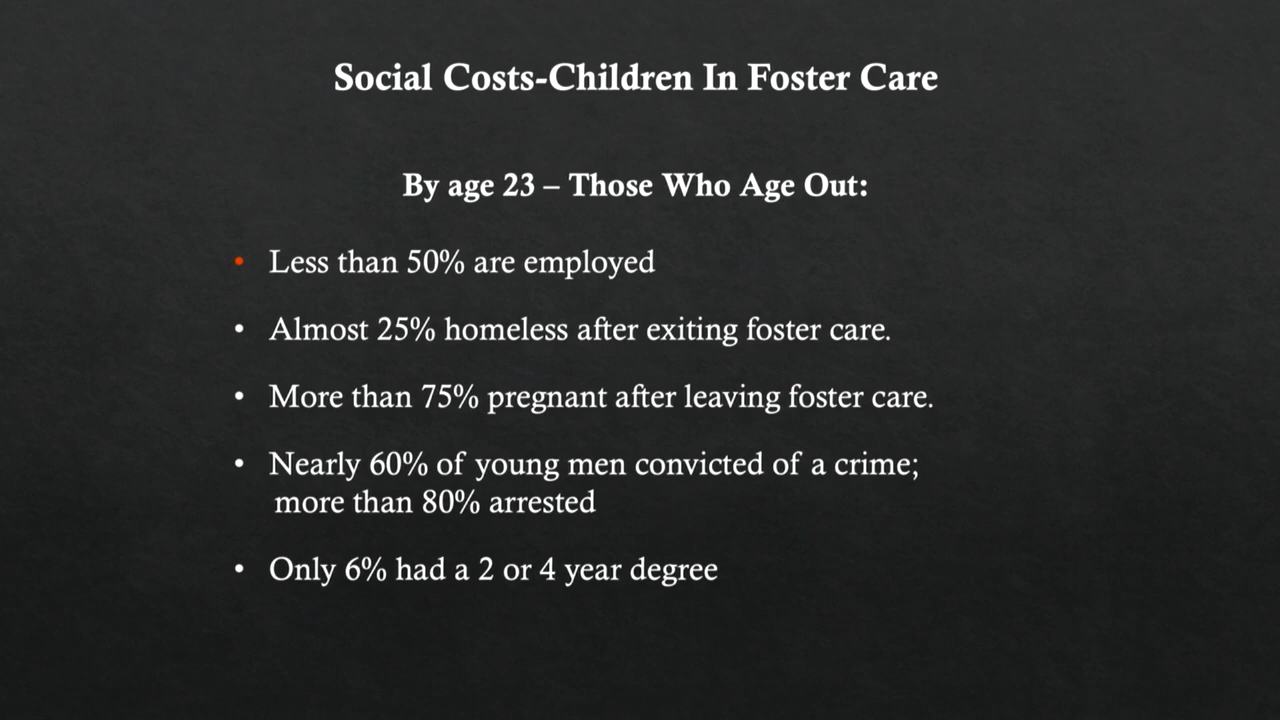 Social Costs-Children In Foster Care
By age 23 – Those Who Age Out:
• Less than 50% are employed
• Almost 25% homeless after exiting foster care.
• More than 75% pregnant after leaving foster care.
• Nearly 60% of young men convicted of a crime;
more than 80% arrested
• Only 6% had a 2 or 4 year degree